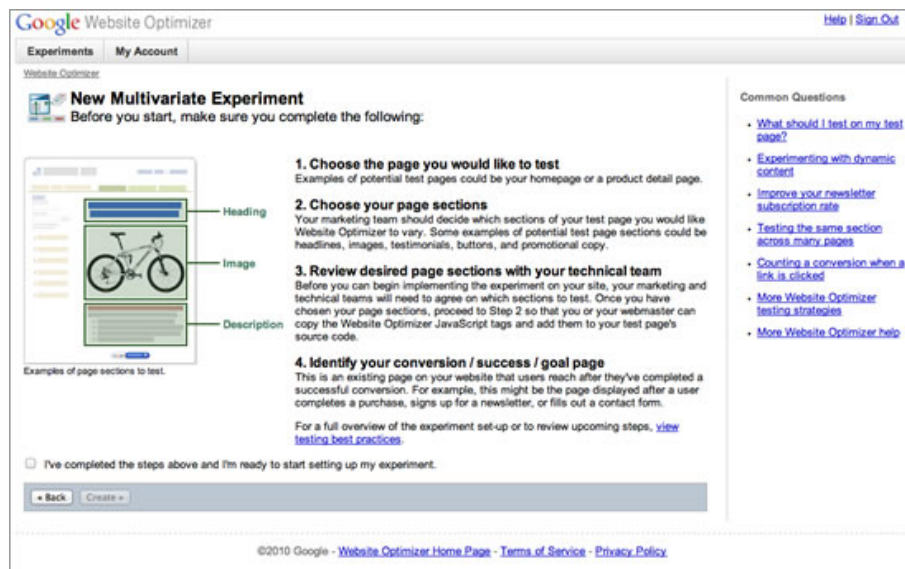 Google Website Optimizer
Help | Sign Out
Experiments My Account
Website Optimizer
New Multivariate Experiment
Before you start, make sure you complete the following:
Heading
Image
Description
Examples of page sections to test.
1. Choose the page you would like to test
Examples of potential test pages could be your homepage or a product detail page.
2. Choose your page sections
Your marketing team should decide which sections of your test page you would like
Website Optimizer to vary. Some examples of potential test page sections could be
headlines, images, testimonials, buttons, and promotional copy.
3. Review desired page sections with your technical team
Before you can begin implementing the experiment on your site, your marketing and
technical teams will need to agree on which sections to test. Once you have
chosen your page sections, proceed to Step 2 so that you or your webmaster can
copy the Website Optimizer JavaScript tags and add them to your test page's
source code.
4. Identify your conversion / success / goal page
This is an existing page on your website that users reach after they've completed a
successful conversion. For example, this might be the page displayed after a user
completes a purchase, signs up for a newsletter, or fills out a contact form.
For a full overview of the experiment set-up or to review upcoming steps, view
testing best practices.
I've completed the steps above and I'm ready to start setting up my experiment.
« Back Create »
Common Questions
What should I test on my test
page?
Experimenting with dynamic
content
Improve your newsletter
subscription rate
Testing the same section
across many pages
Counting a conversion when a
link is clicked
More Website Optimizer
testing strategies
More Website Optimizer help
©2010 Google - Website Optimizer Home Page - Terms of Service - Privacy Policy